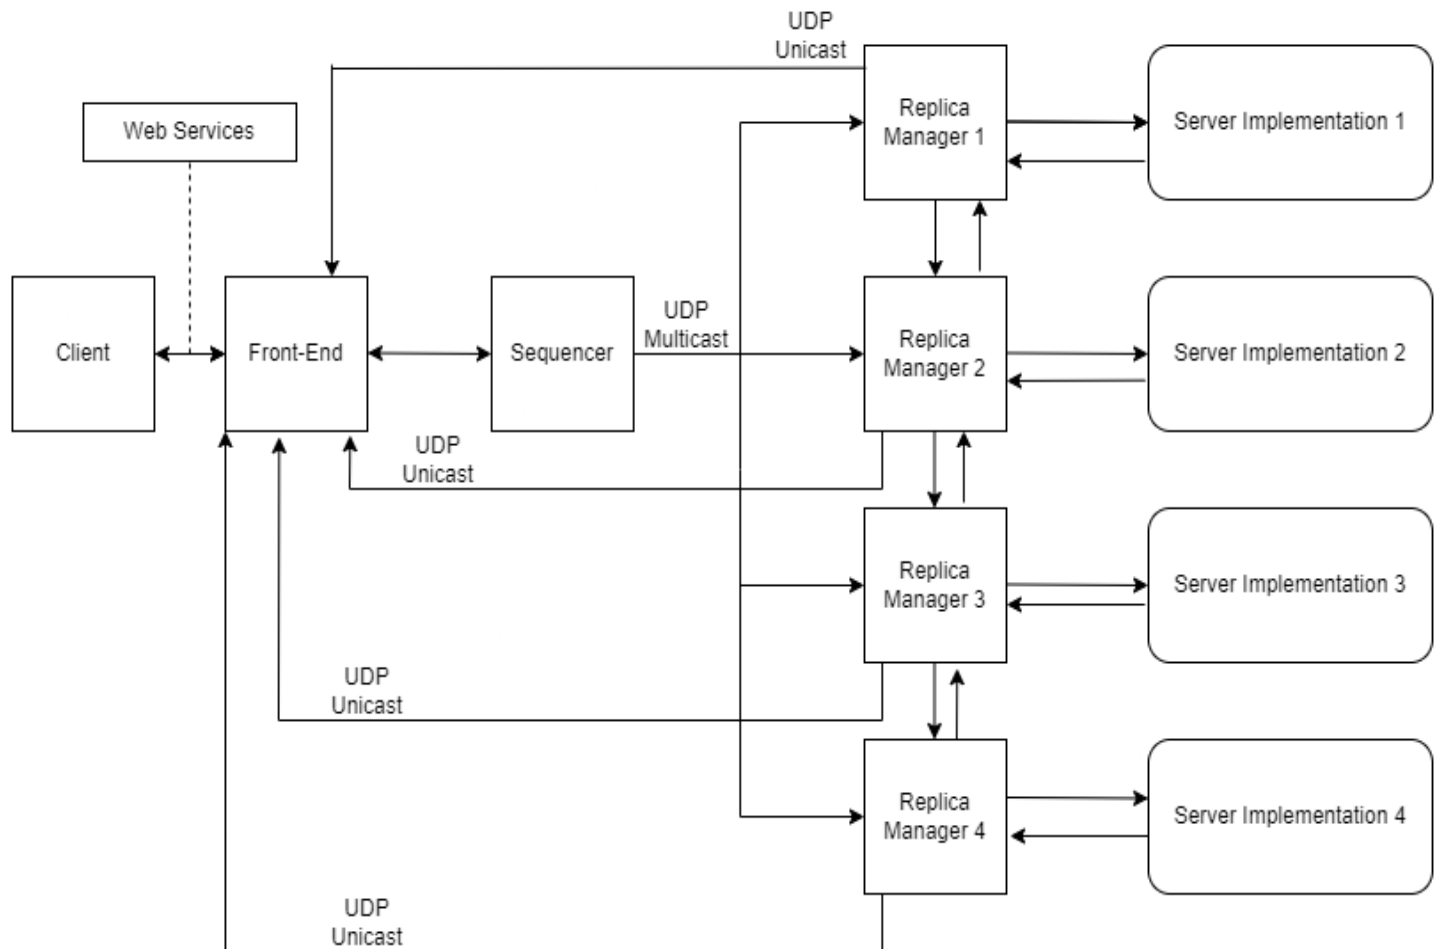 UDP
Unicast
Replica
Manager 1
Server Implementation 1
Web Services
Client
Front-End
Sequencer
UDP
Multicast
Replica
Manager 2
Server Implementation 2
UDP
Unicast
Replica
Manager 3
Server Implementation 3
UDP
Unicast
Replica
Manager 4
Server Implementation 4
UDP
Unicast